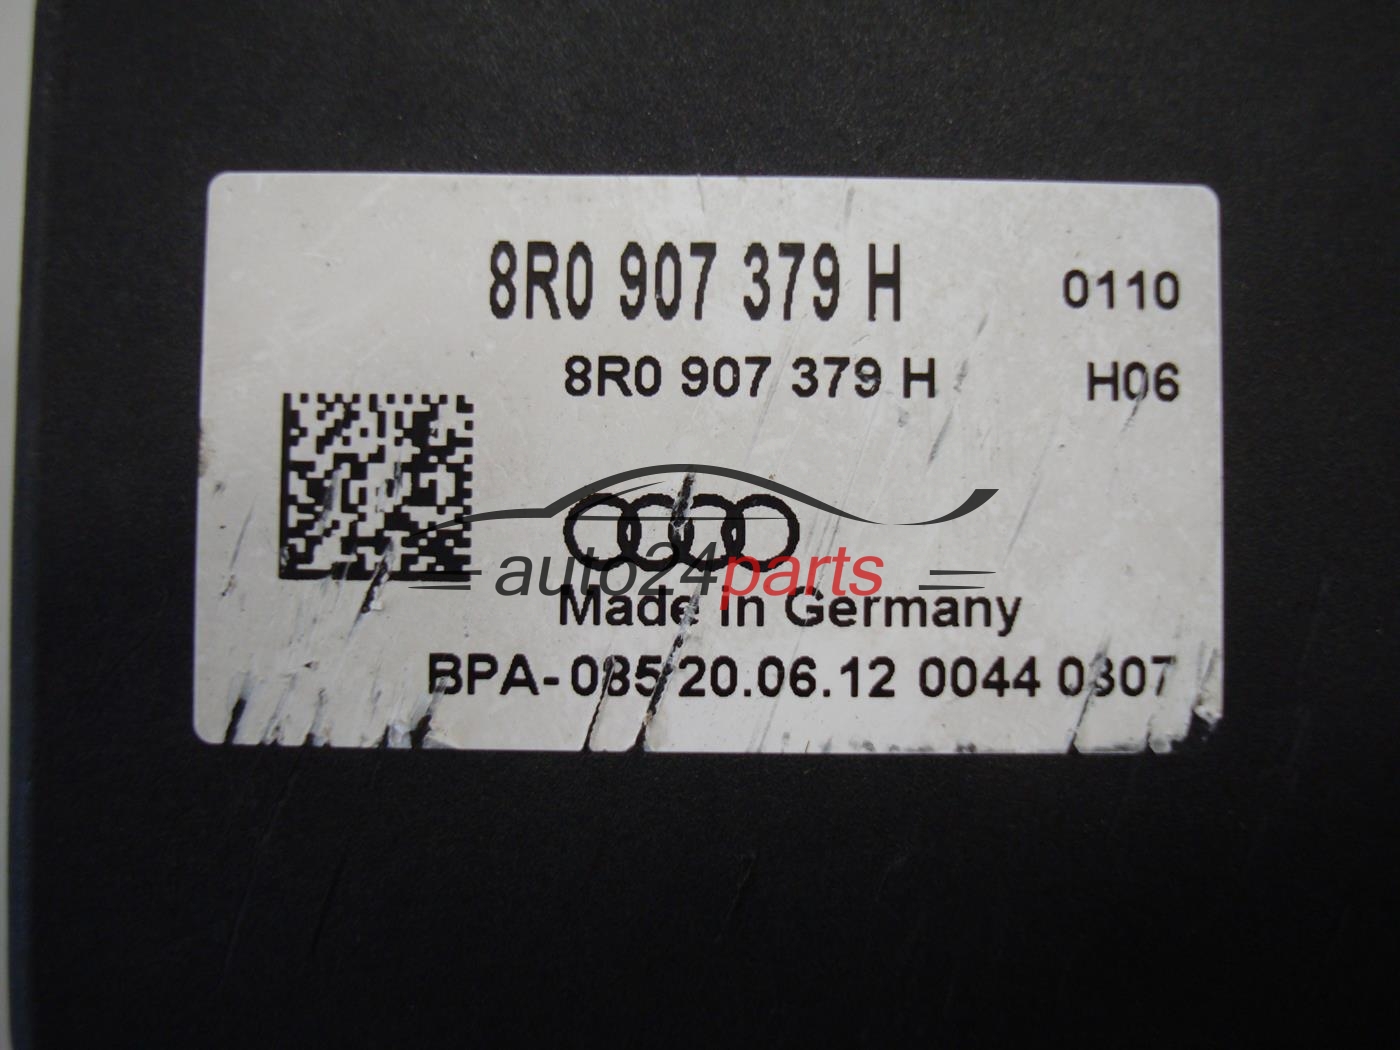 8R0 907 379 H 0110
8R0 907 379 H H06
auto24parts
Made in Germany
BPA-085 20.06.12 0044 0307